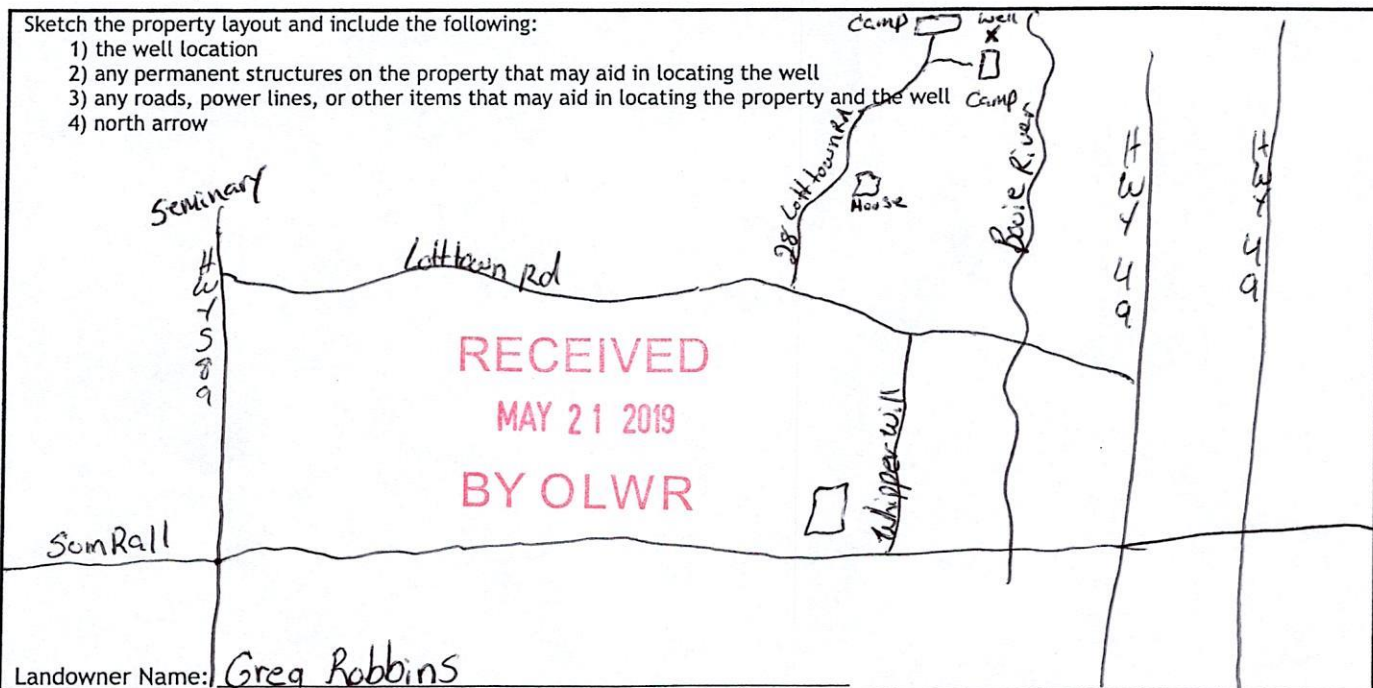 Sketch the property layout and include the following:
1) the well location
2) any permanent structures on the property that may aid in locating the well
3) any roads, power lines, or other items that may aid in locating the property and the well
4) north arrow
Camp
well
X
Camp
28 Lotttown Rd
House
Bouie River
HWY 49
HWY 49
Seminary
HWY 589
Lotttown Rd
RECEIVED
MAY 21 2019
BY OLWR
Whipper Will
SumRall
Landowner Name: Greg Robbins